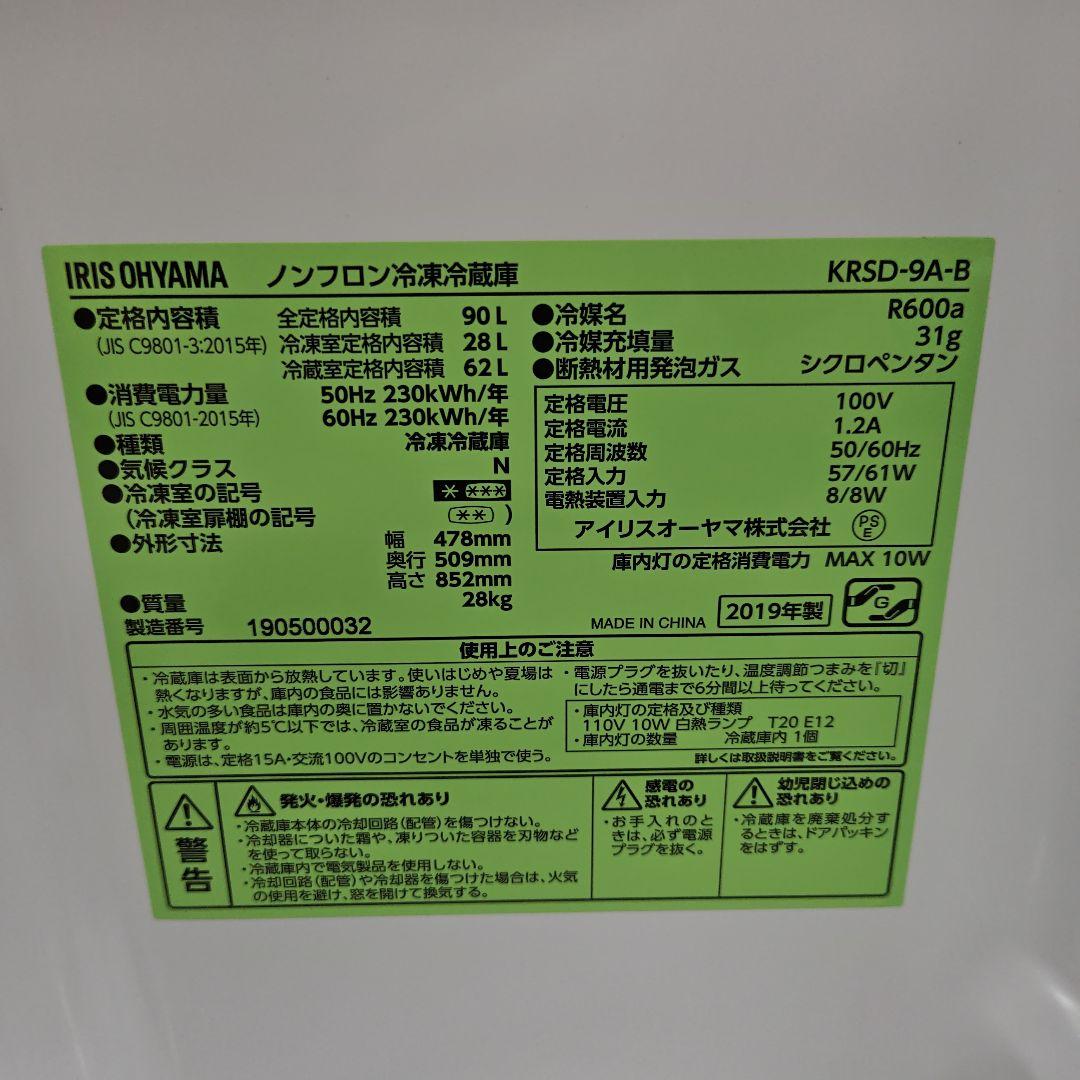 IRIS OHYAMA ノンフロン冷凍冷蔵庫 KRSD-9A-B
●定格内容積 全定格内容積 90 L
(JIS C9801-3:2015年) 冷凍室定格内容積 28 L
冷蔵室定格内容積 62 L
●消費電力量 50Hz 230kWh/年
(JIS C9801-2015年) 60Hz 230kWh/年
●種類 冷凍冷蔵庫
●気候クラス N
●冷凍室の記号 * ***
(冷凍室扉棚の記号 ** )
●外形寸法 幅 478mm
奥行 509mm
高さ 852mm
●質量 28kg
製造番号 190500032
●冷媒名 R600a
●冷媒充填量 31g
●断熱材用発泡ガス シクロペンタン
定格電圧 100V
定格電流 1.2A
定格周波数 50/60Hz
定格入力 57/61W
電熱装置入力 8/8W
アイリスオーヤマ株式会社 PSE
庫内灯の定格消費電力 MAX 10W
MADE IN CHINA 2019年製 G
使用上のご注意
・冷蔵庫は表面から放熱しています。使いはじめや夏場は
熱くなりますが、庫内の食品には影響ありません。
・水気の多い食品は庫内の奥に置かないでください。
・周囲温度が約5℃以下では、冷蔵室の食品が凍ることが
あります。
・電源は、定格15A・交流100Vのコンセントを単独で使う。
・電源プラグを抜いたり、温度調節つまみを『切』
にしたら通電まで6分間以上待ってください。
・庫内灯の定格及び種類
110V 10W 白熱ランプ T20 E12
・庫内灯の数量 冷蔵庫内 1個
詳しくは取扱説明書をご覧ください。
警告
発火・爆発の恐れあり
・冷蔵庫本体の冷却回路(配管)を傷つけない。
・冷却器についた霜や、凍りついた容器を刃物など
を使って取らない。
・冷蔵庫内で電気製品を使用しない。
・冷却回路(配管)や冷却器を傷つけた場合は、火気
の使用を避け、窓を開けて換気する。
感電の
恐れあり
・お手入れのと
きは、必ず電源
プラグを抜く。
幼児閉じ込めの
恐れあり
・冷蔵庫を廃棄処分す
るときは、ドアパッキン
をはずす。